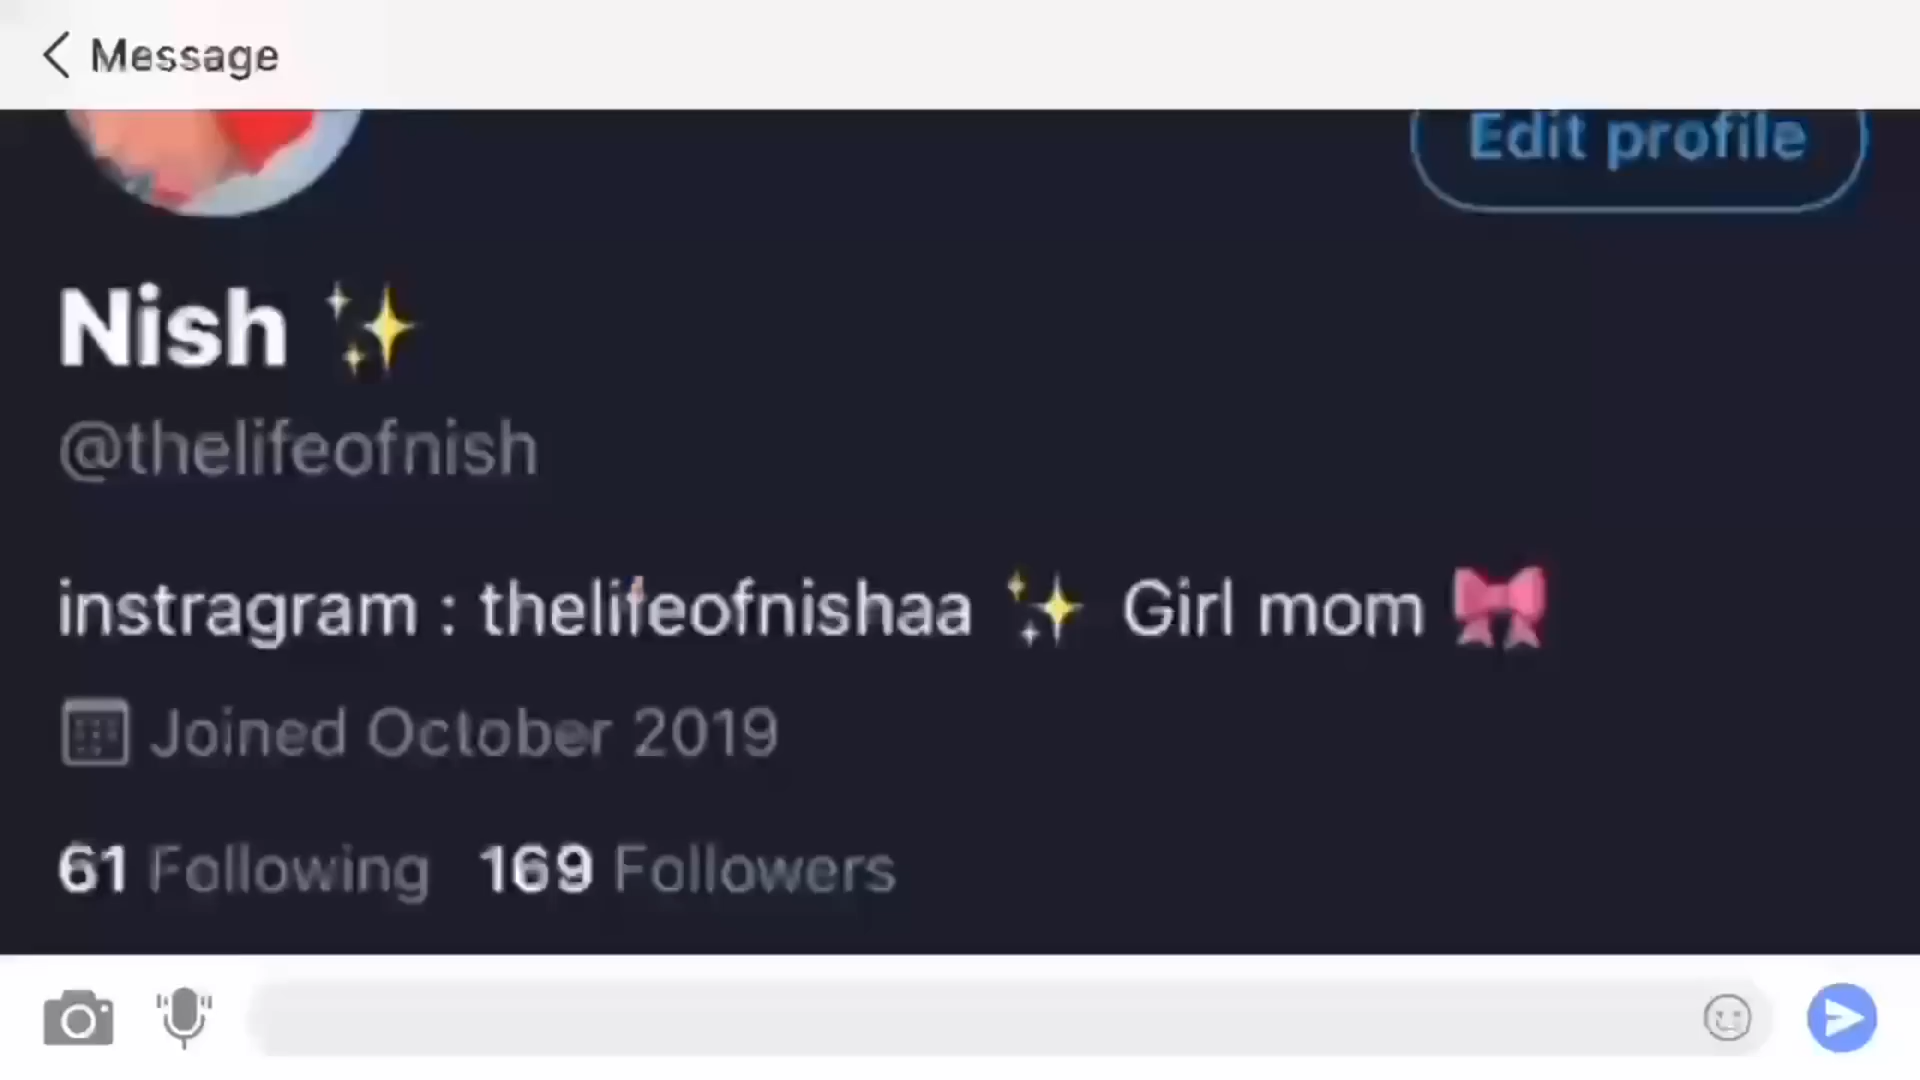 Message
Edit profile
Nish ✨
@thelifeofnish
instragram : thelifeofnishaa ✨ Girl mom 🎀
Joined October 2019
61 Following 169 Followers